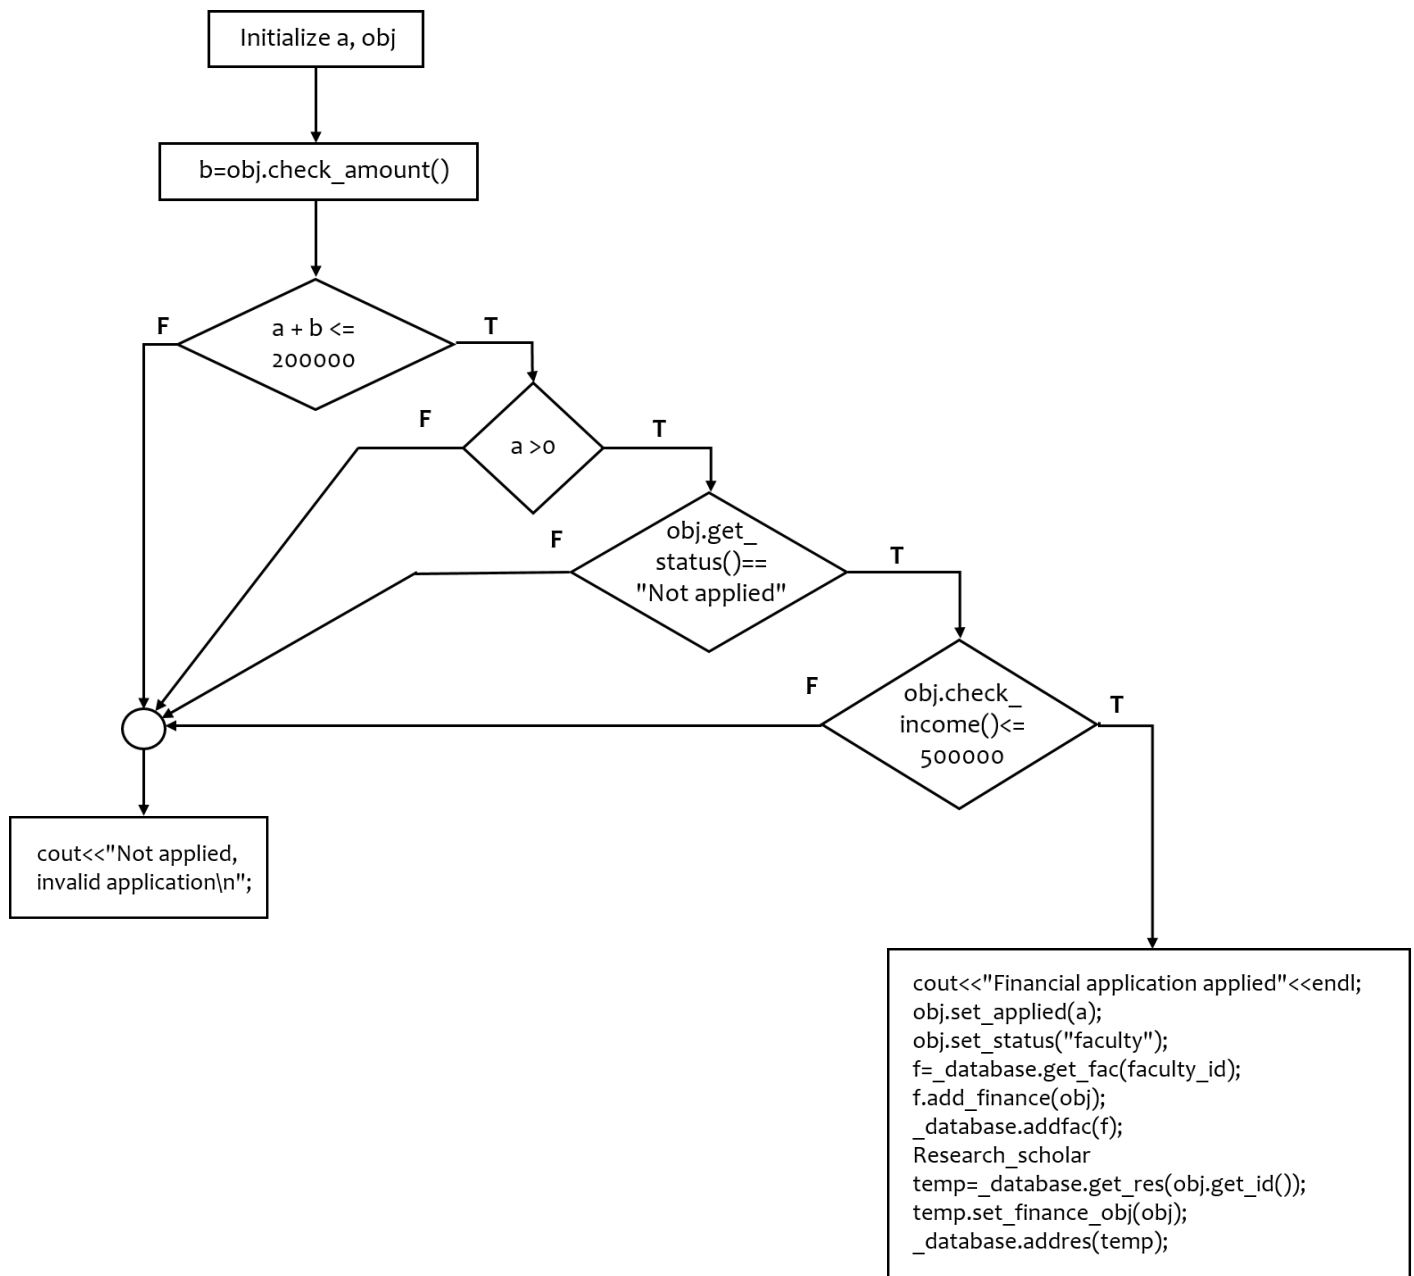 Initialize a, obj
b=obj.check_amount()
F
a + b <=
200000
T
F
a >0
T
F
obj.get_
status()==
"Not applied"
T
F
obj.check_
income()<=
500000
T
cout<<"Not applied,
invalid application\n";
cout<<"Financial application applied"<<endl;
obj.set_applied(a);
obj.set_status("faculty");
f=_database.get_fac(faculty_id);
f.add_finance(obj);
_database.addfac(f);
Research_scholar
temp=_database.get_res(obj.get_id());
temp.set_finance_obj(obj);
_database.addres(temp);